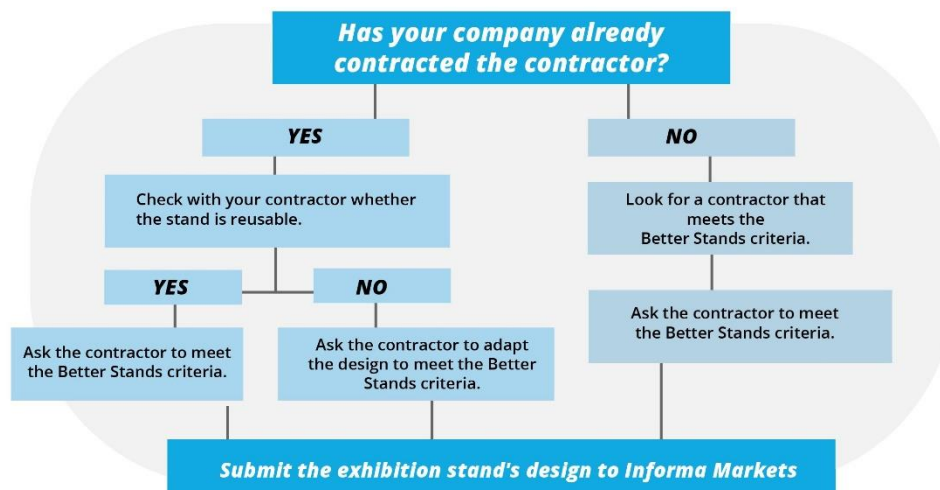 Has your company already
contracted the contractor?
YES
NO
Check with your contractor whether
the stand is reusable.
Look for a contractor that
meets the
Better Stands criteria.
YES
NO
Ask the contractor to meet
the Better Stands criteria.
Ask the contractor to adapt
the design to meet the Better
Stands criteria.
Ask the contractor to meet
the Better Stands criteria.
Submit the exhibition stand's design to Informa Markets